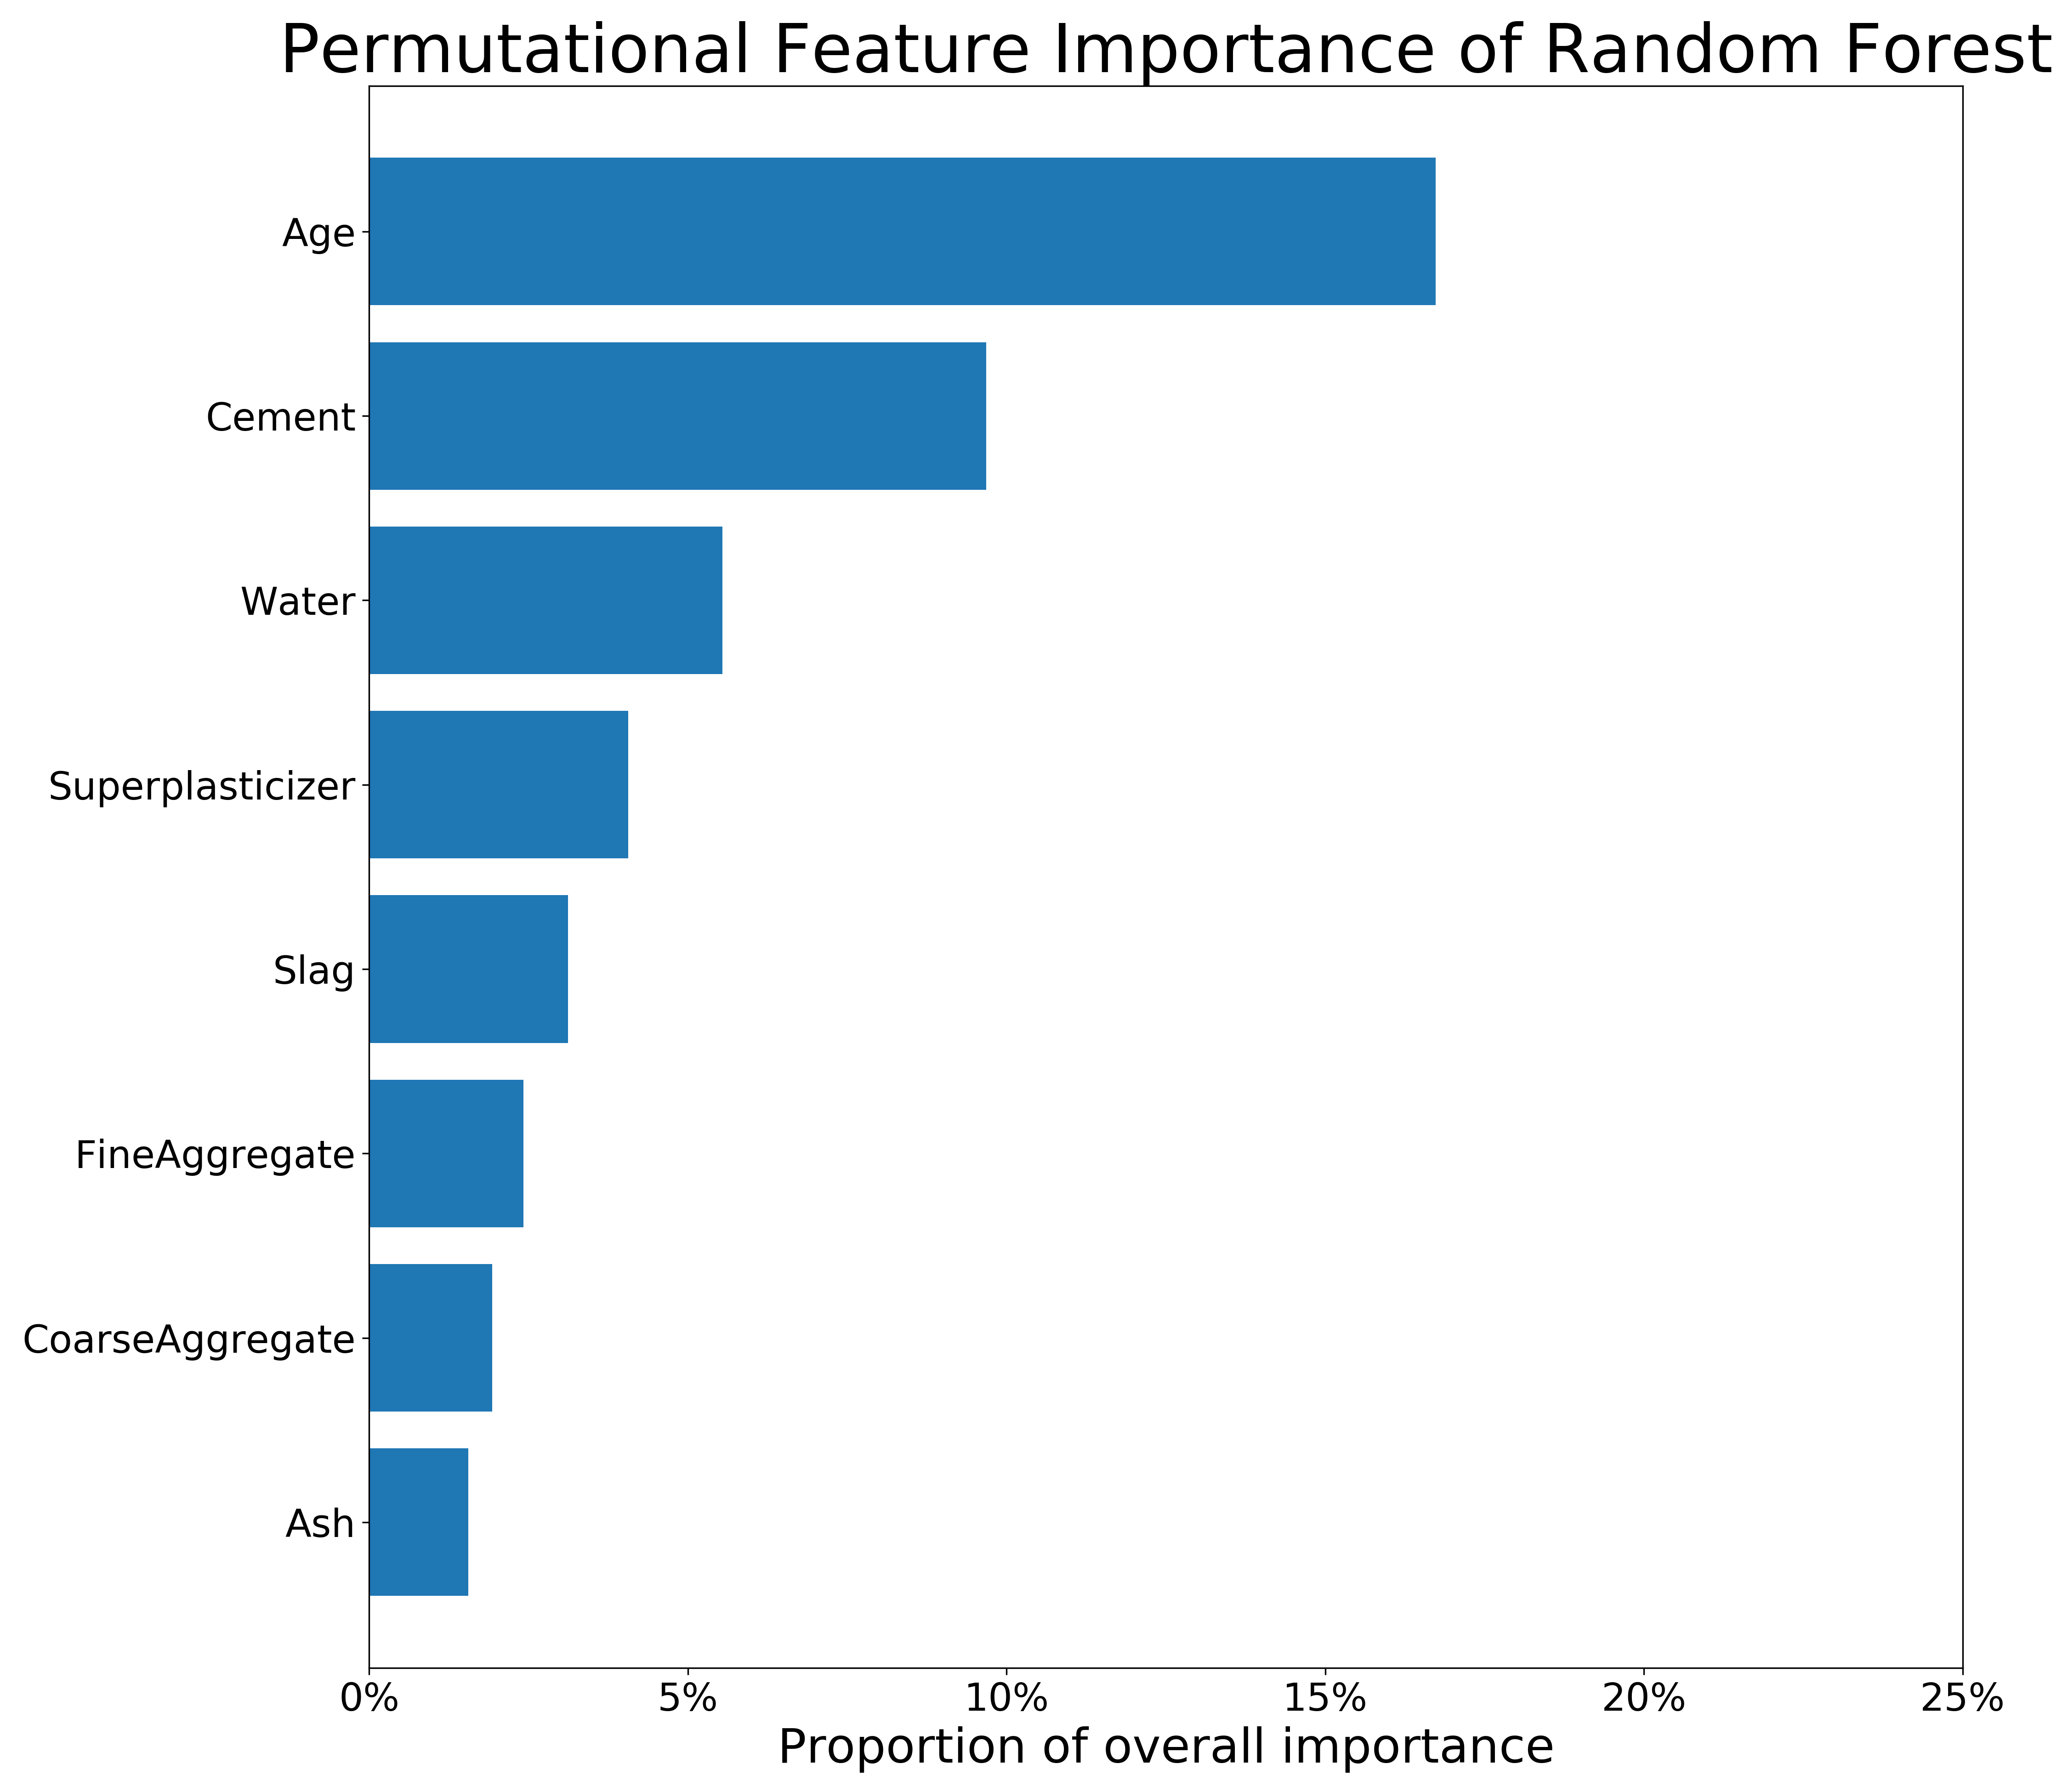 Permutational Feature Importance of Random Forest
Age
Cement
Water
Superplasticizer
Slag
FineAggregate
CoarseAggregate
Ash
0% 5% 10% 15% 20% 25%
Proportion of overall importance